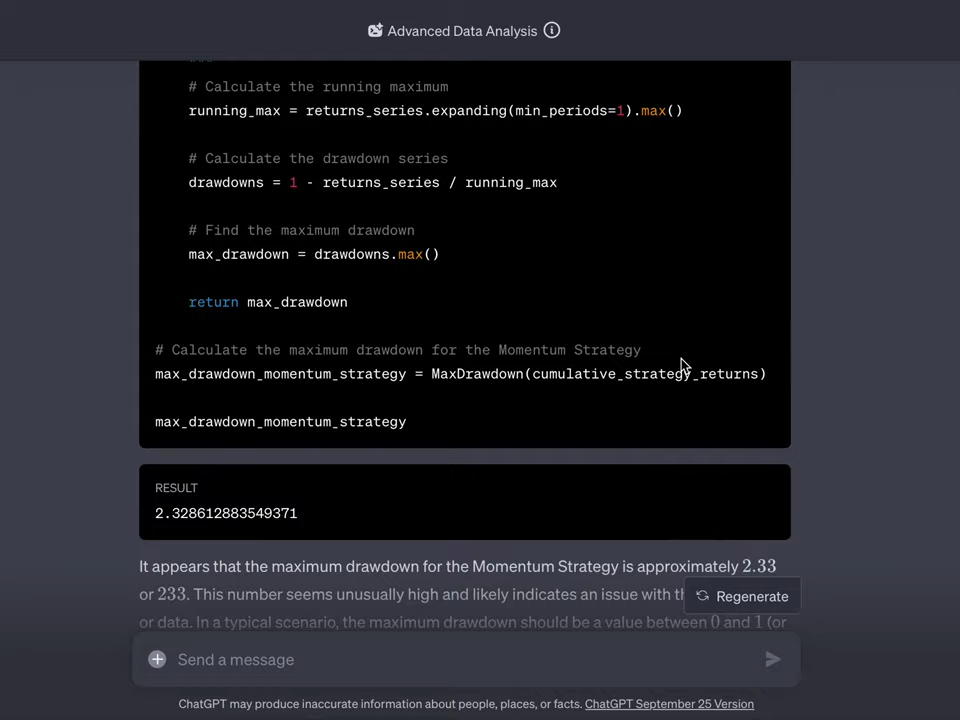 Advanced Data Analysis
# Calculate the running maximum
running_max = returns_series.expanding(min_periods=1).max()
# Calculate the drawdown series
drawdowns = 1 - returns_series / running_max
# Find the maximum drawdown
max_drawdown = drawdowns.max()
return max_drawdown
# Calculate the maximum drawdown for the Momentum Strategy
max_drawdown_momentum_strategy = MaxDrawdown(cumulative_strategy_returns)
max_drawdown_momentum_strategy
RESULT
2.328612883549371
It appears that the maximum drawdown for the Momentum Strategy is approximately 2.33
or 233. This number seems unusually high and likely indicates an issue with
Regenerate
or data. In a typical scenario, the maximum drawdown should be a value between 0 and 1 (or
Send a message
ChatGPT may produce inaccurate information about people, places, or facts. ChatGPT September 25 Version